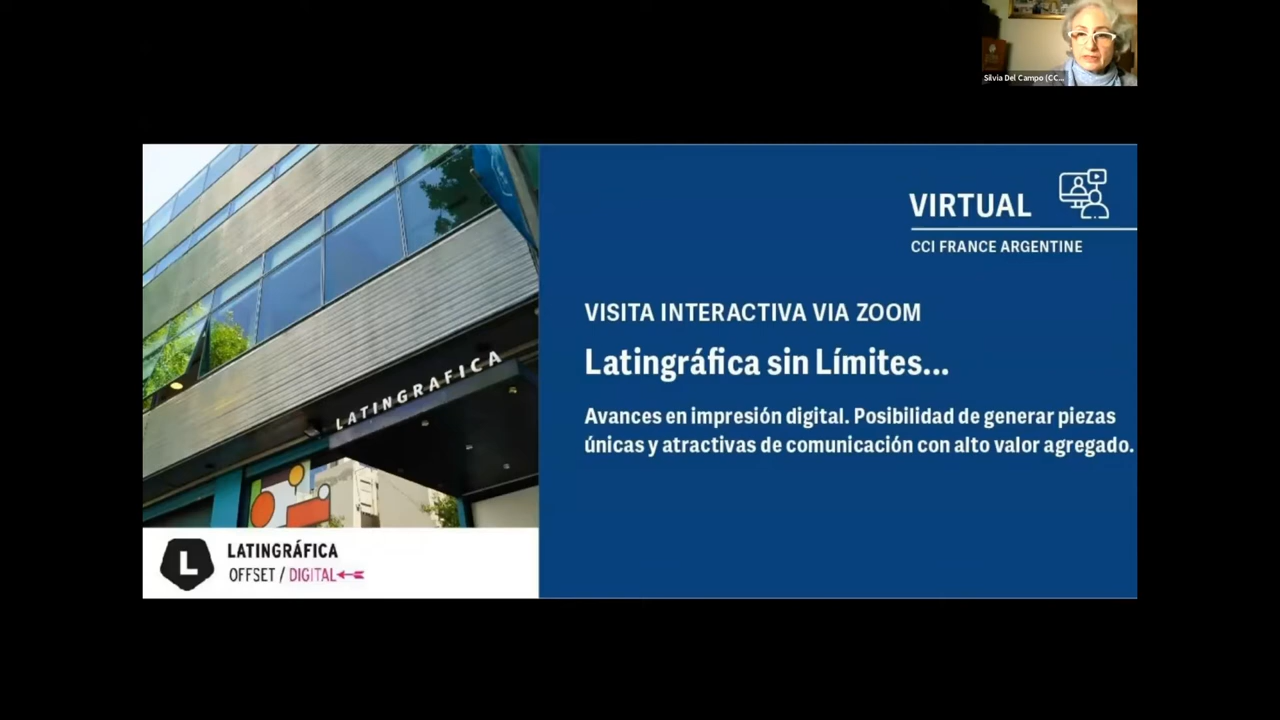 Silvia Del Campo (CC...
VIRTUAL
CCI FRANCE ARGENTINE
VISITA INTERACTIVA VIA ZOOM
Latingráfica sin Límites...
Avances en impresión digital. Posibilidad de generar piezas
únicas y atractivas de comunicación con alto valor agregado.
LATINGRAFICA
L
LATINGRÁFICA
OFFSET / DIGITAL